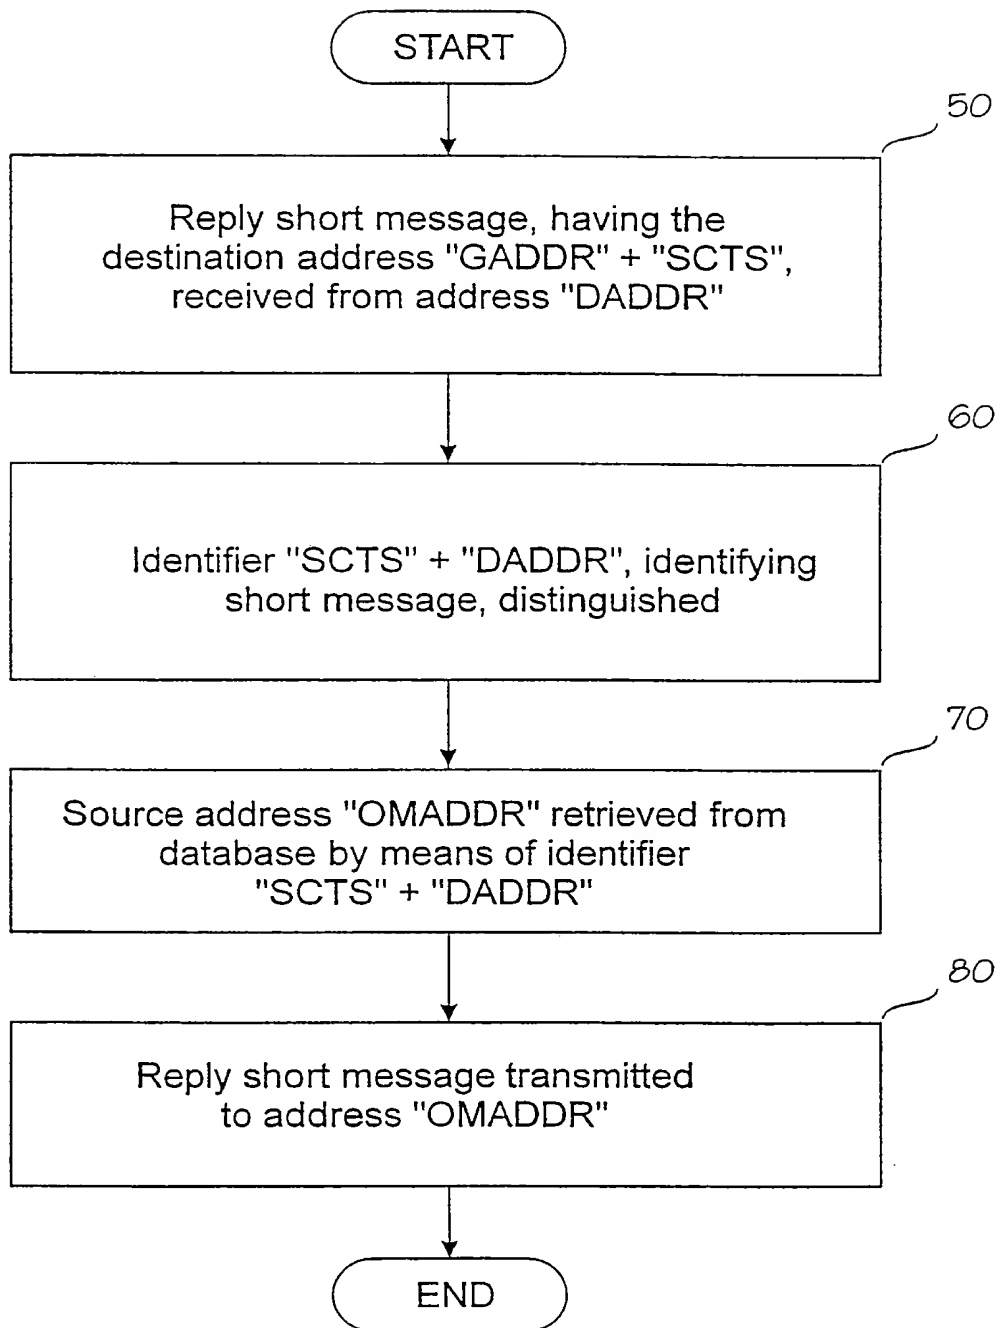 START
50
Reply short message, having the
destination address "GADDR" + "SCTS",
received from address "DADDR"
60
Identifier "SCTS" + "DADDR", identifying
short message, distinguished
70
Source address "OMADDR" retrieved from
database by means of identifier
"SCTS" + "DADDR"
80
Reply short message transmitted
to address "OMADDR"
END